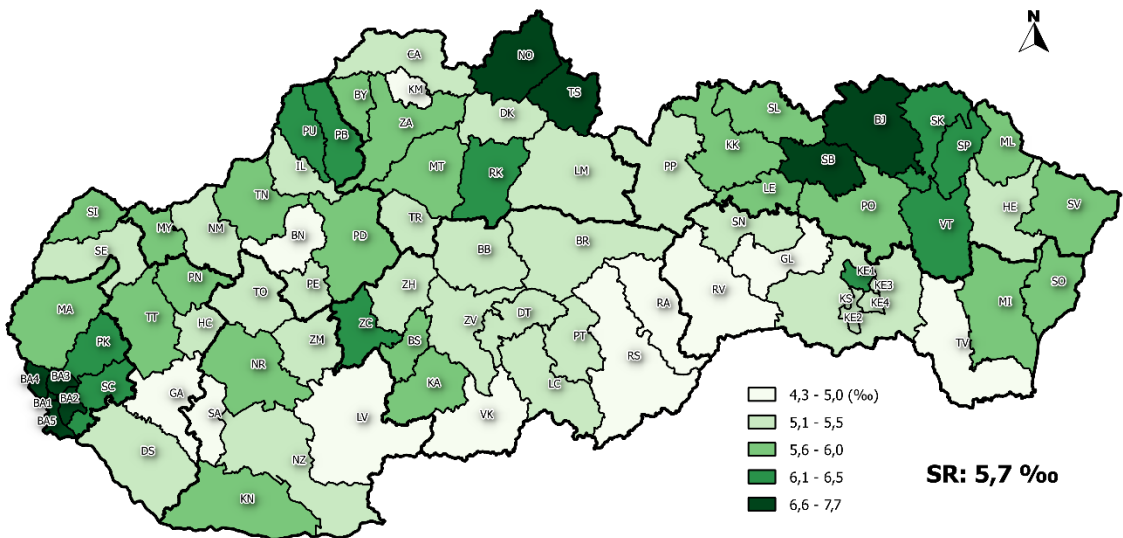 N
CA
NO
KM
TS
BY
DK
SL
PU
PB
ZA
BJ
SK
SP
ML
KK
IL
MT
RK
LM
PP
SB
TN
LE
HE
SV
SI
MY
NM
TR
PO
SN
VT
BN
PD
BB
BR
SE
GL
PN
PE
ZH
KE1
TO
KE3
RV
RA
KS
KE4
SO
MA
TT
HC
ZC
ZV
DT
KE2
MI
PK
ZM
BS
PT
TV
RS
NR
BA4
BA3
SC
KA
LC
GA
BA1
BA2
SA
LV
VK
BA5
DS
NZ
KN
4,3 - 5,0 (‰)
5,1 - 5,5
5,6 - 6,0
6,1 - 6,5
6,6 - 7,7
SR: 5,7 ‰